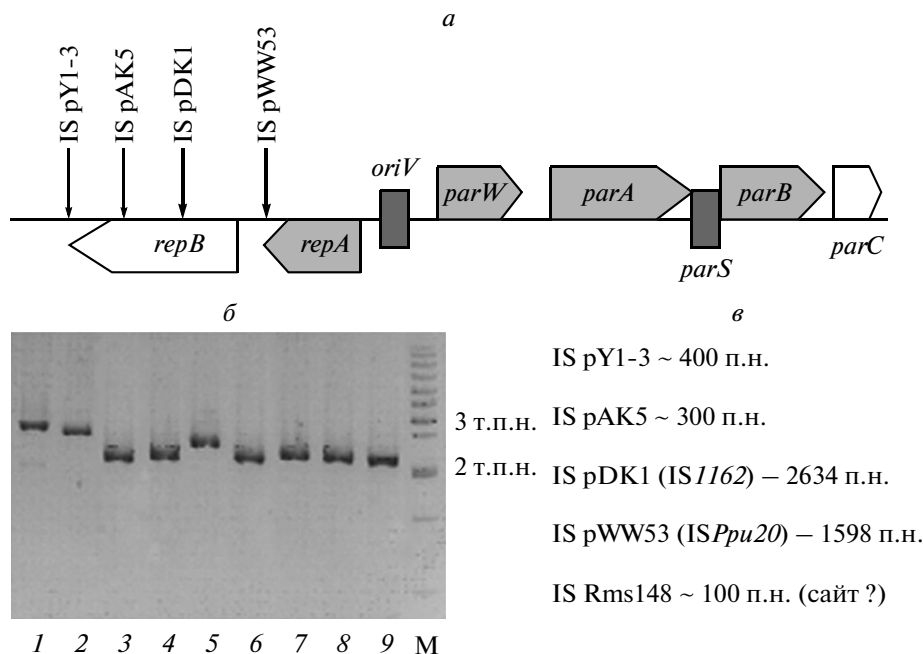 а
IS pY1-3
IS pAK5
IS pDK1
IS pWW53
oriV
parW
parA
parB
repB
repA
parS
parC
б
в
3 т.п.н.
2 т.п.н.
1 2 3 4 5 6 7 8 9 М
IS pY1-3 ~ 400 п.н.
IS pAK5 ~ 300 п.н.
IS pDK1 (IS1162) – 2634 п.н.
IS pWW53 (ISPpu20) – 1598 п.н.
IS Rms148 ~ 100 п.н. (сайт ?)